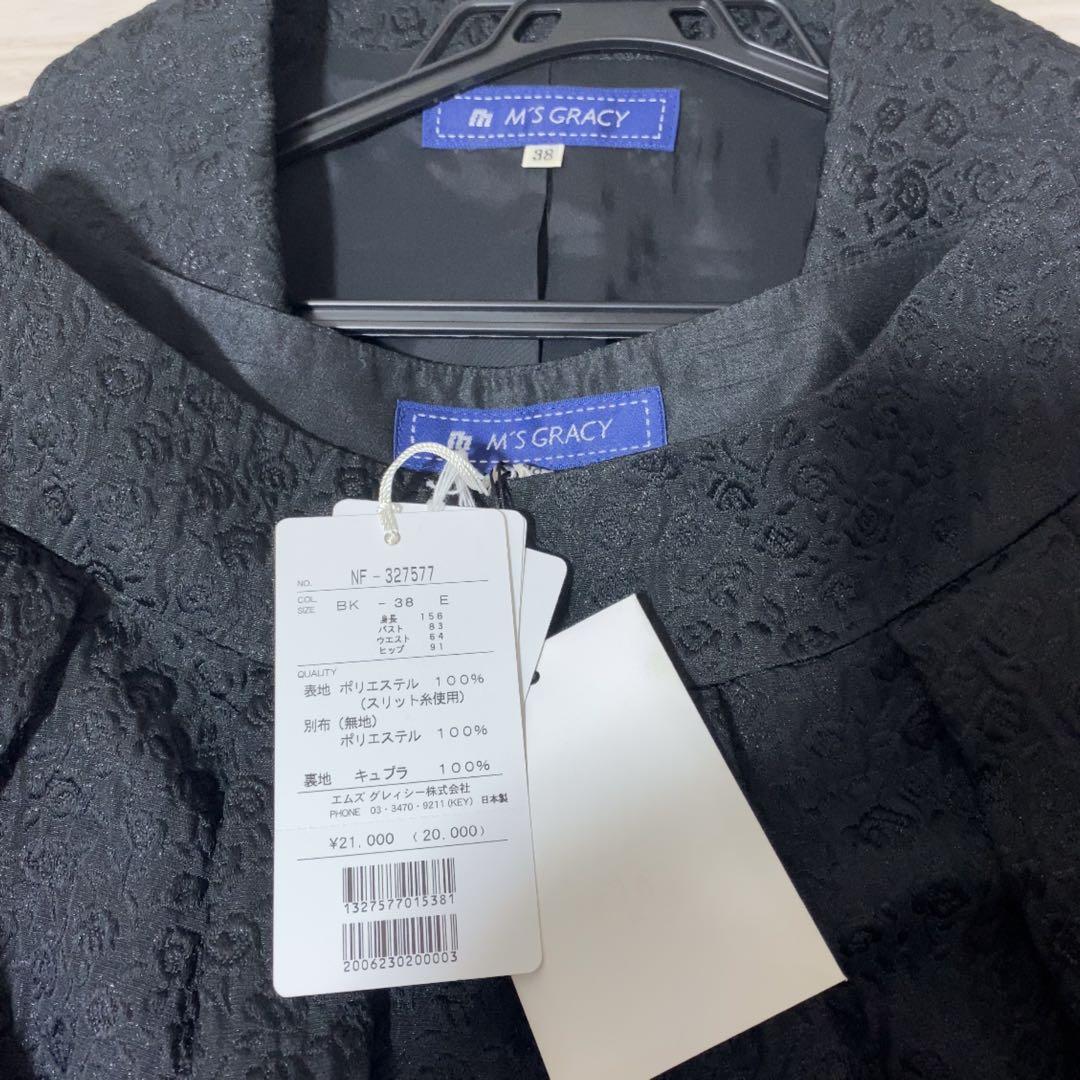 M'S GRACY
38
M'S GRACY
NO. NF-327577
COL. SIZE BK - 38 E
身長 156
バスト 83
ウエスト 64
ヒップ 91
QUALITY
表地 ポリエステル 100%
(スリット糸使用)
別布(無地)
ポリエステル 100%
裏地 キュプラ 100%
エムズ グレィシー株式会社
PHONE 03・3470・9211(KEY) 日本製
¥21,000 (20,000)
1327577015381
2006230200003